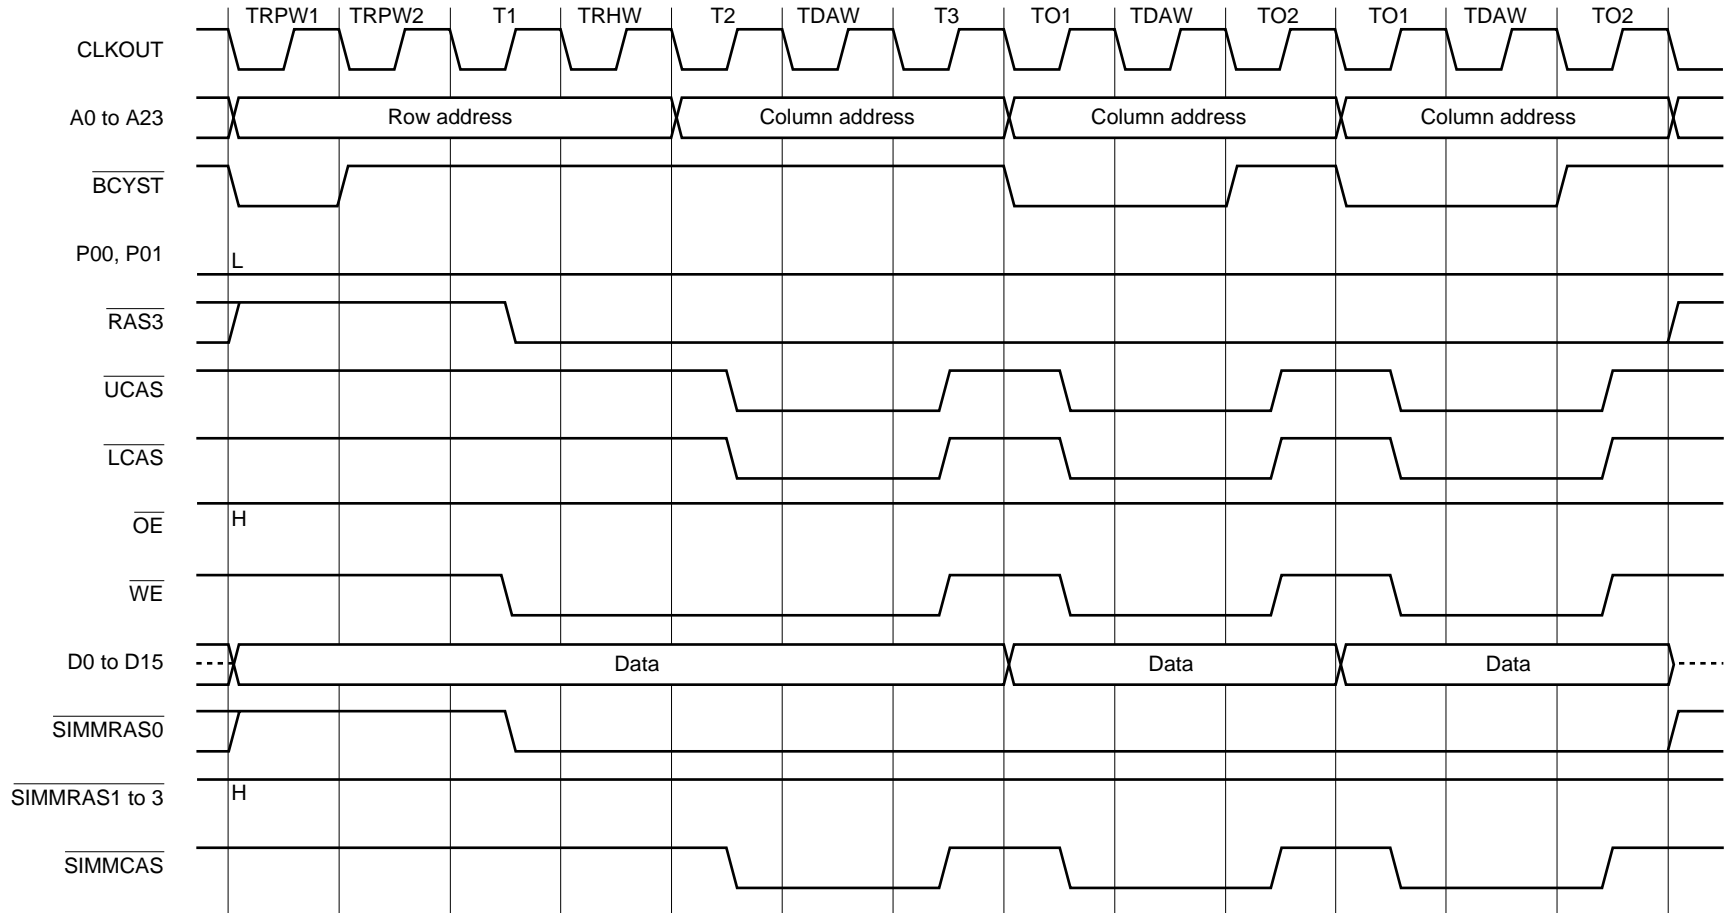 TRPW1 TRPW2 T1 TRHW T2 TDAW T3 TO1 TDAW TO2 TO1 TDAW TO2
CLKOUT
A0 to A23 Row address Column address Column address Column address
BCYST
P00, P01 L
RAS3
UCAS
LCAS
OE H
WE
D0 to D15 Data Data Data
SIMMRAS0
SIMMRAS1 to 3 H
SIMMCAS